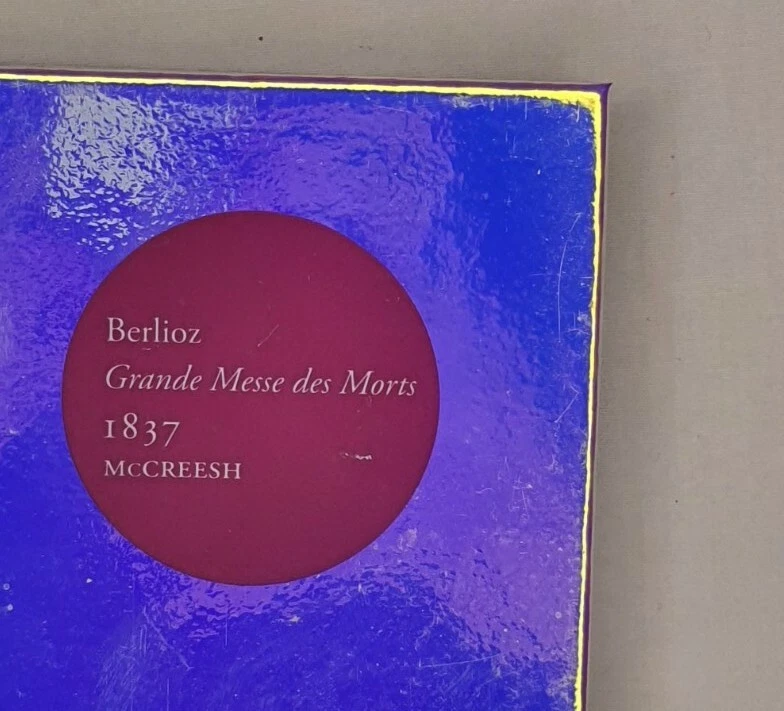 Berlioz
Grande Messe des Morts
1837
McCREESH